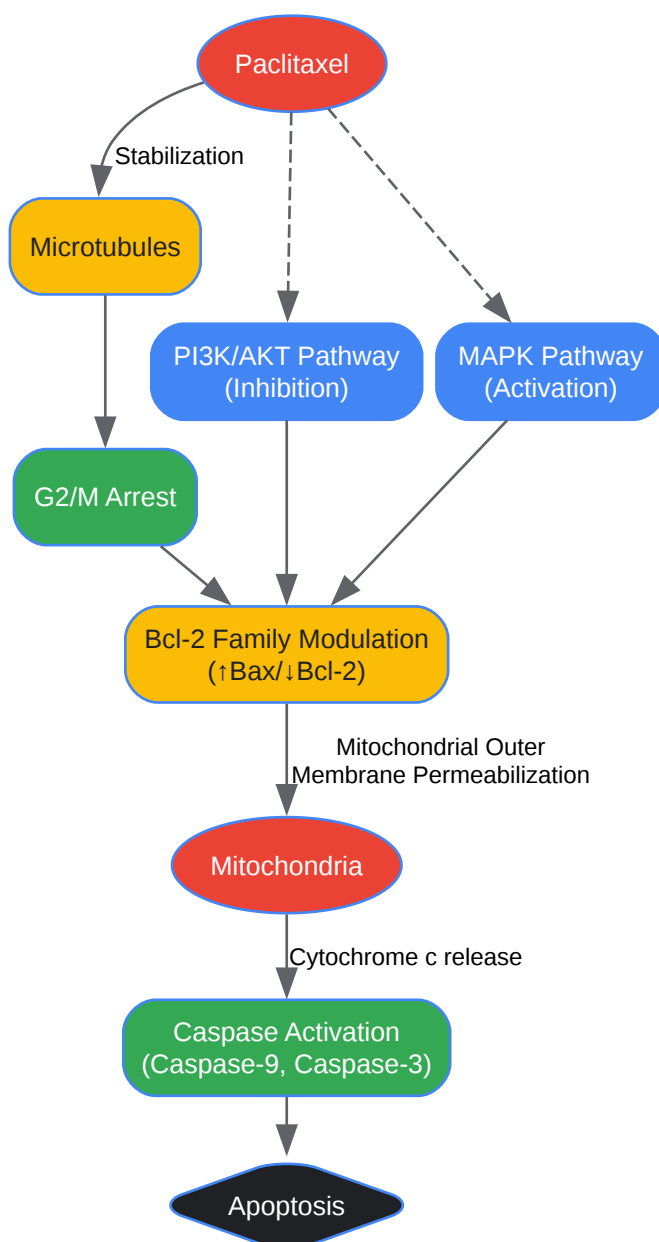 Paclitaxel
Stabilization
Microtubules
PI3K/AKT Pathway
(Inhibition)
MAPK Pathway
(Activation)
G2/M Arrest
Bcl-2 Family Modulation
(↑Bax/↓Bcl-2)
Mitochondrial Outer
Membrane Permeabilization
Mitochondria
Cytochrome c release
Caspase Activation
(Caspase-9, Caspase-3)
Apoptosis